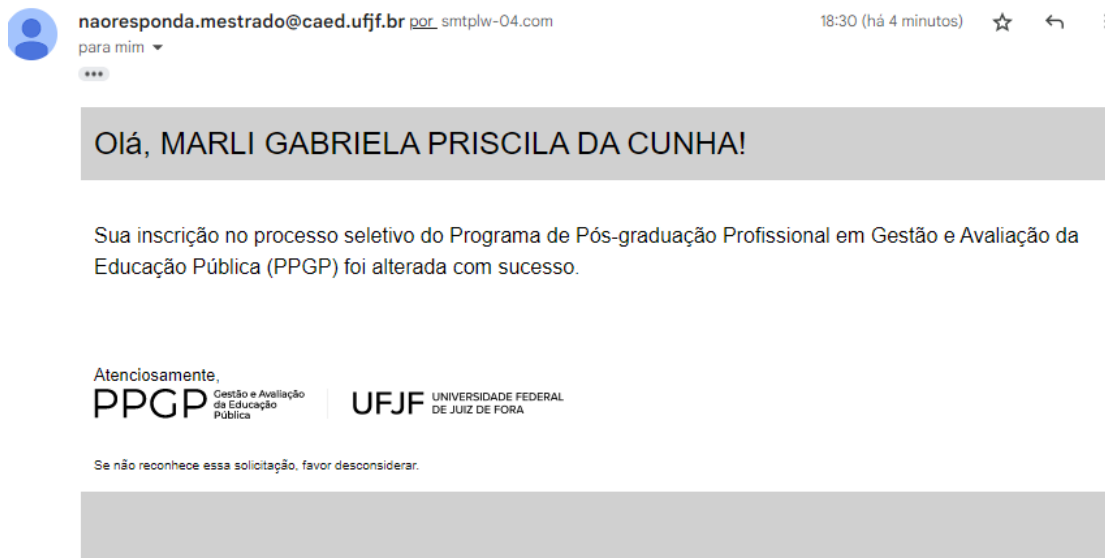 naoresponda.mestrado@caed.ufjf.br por smtplw-04.com
18:30 (há 4 minutos)
para mim
Olá, MARLI GABRIELA PRISCILA DA CUNHA!
Sua inscrição no processo seletivo do Programa de Pós-graduação Profissional em Gestão e Avaliação da
Educação Pública (PPGP) foi alterada com sucesso.
Atenciosamente,
PPGP Gestão e Avaliação
da Educação
Pública
UFJF UNIVERSIDADE FEDERAL
DE JUIZ DE FORA
Se não reconhece essa solicitação, favor desconsiderar.